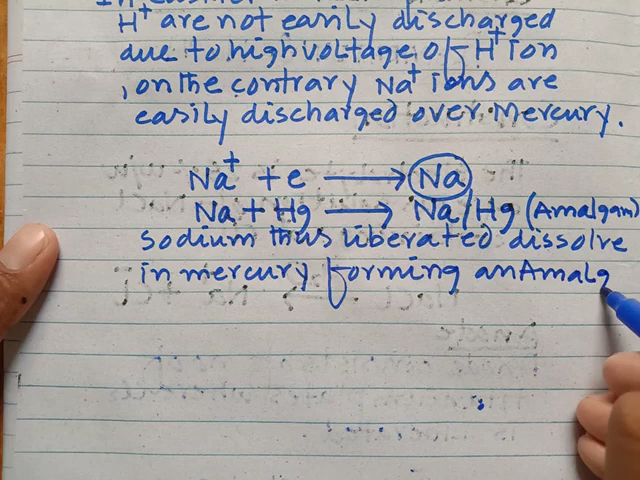 H⁺ are not easily discharged
due to high voltage of H⁺ ion
, on the contrary Na⁺ ions are
easily discharged over Mercury.
Na⁺ + e → Na
Na + Hg → Na/Hg (Amalgam)
sodium thus liberated dissolve
in mercury forming an Amalg